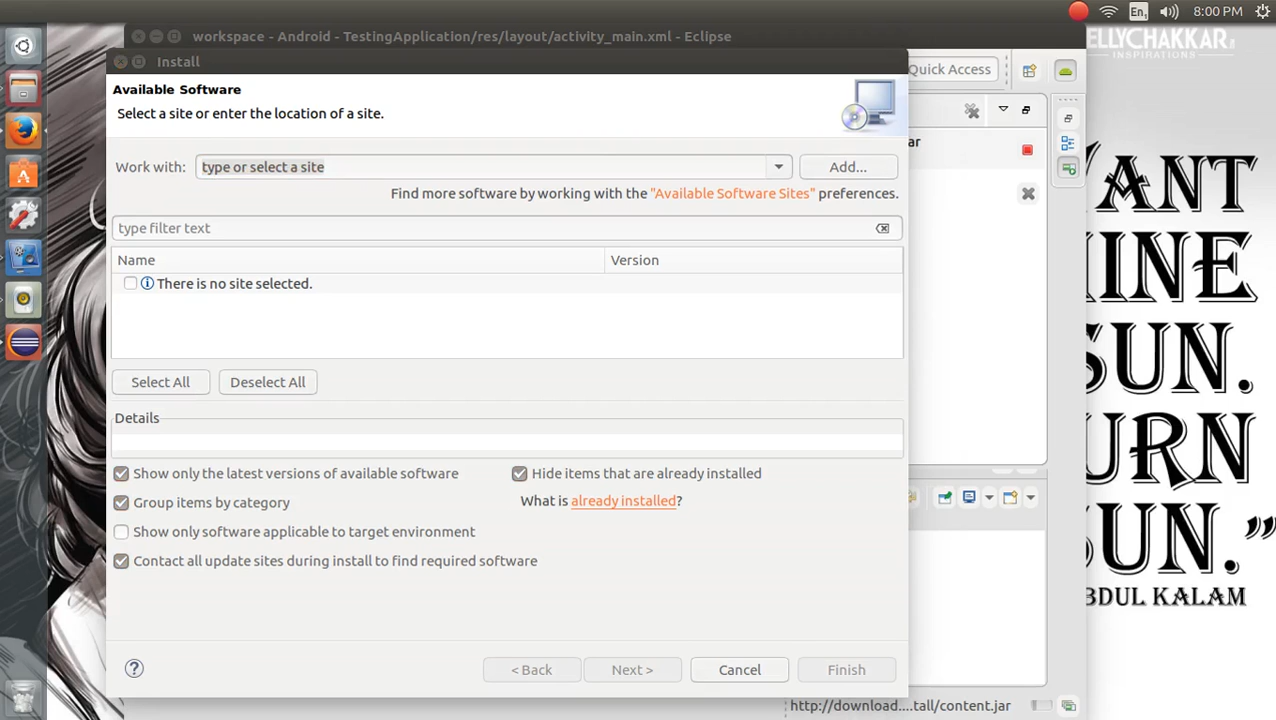 En1
8:00 PM
workspace - Android - TestingApplication/res/layout/activity_main.xml - Eclipse
ELLYCHAKKAR.
INSPIRATIONS
Install
Quick Access
Available Software
Select a site or enter the location of a site.
ar
Work with:
type or select a site
Add...
Find more software by working with the "Available Software Sites" preferences.
type filter text
Name
Version
There is no site selected.
Select All
Deselect All
Details
Show only the latest versions of available software
Hide items that are already installed
Group items by category
What is already installed?
Show only software applicable to target environment
Contact all update sites during install to find required software
< Back
Next >
Cancel
Finish
http://download....tall/content.jar
ANT
INE
SUN.
URN
SUN."
BDUL KALAM